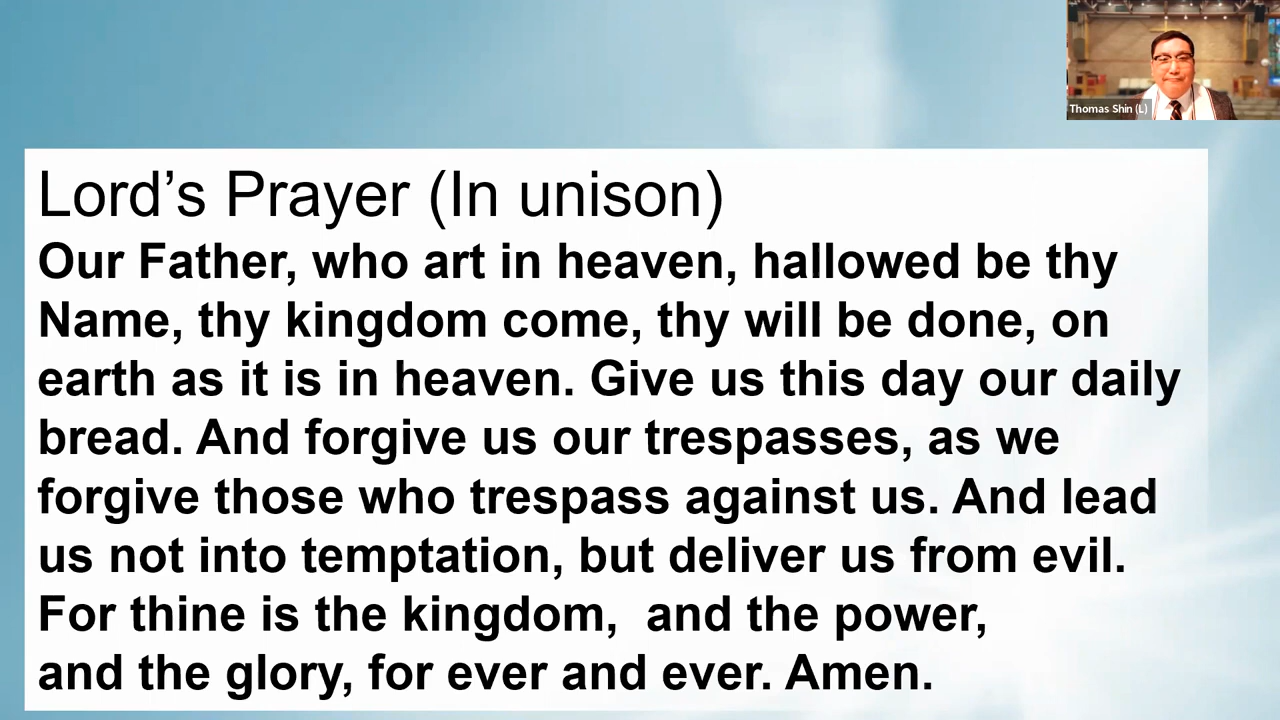 Thomas Shin (L)
Lord’s Prayer (In unison)
Our Father, who art in heaven, hallowed be thy
Name, thy kingdom come, thy will be done, on
earth as it is in heaven. Give us this day our daily
bread. And forgive us our trespasses, as we
forgive those who trespass against us. And lead
us not into temptation, but deliver us from evil.
For thine is the kingdom,  and the power,
and the glory, for ever and ever. Amen.